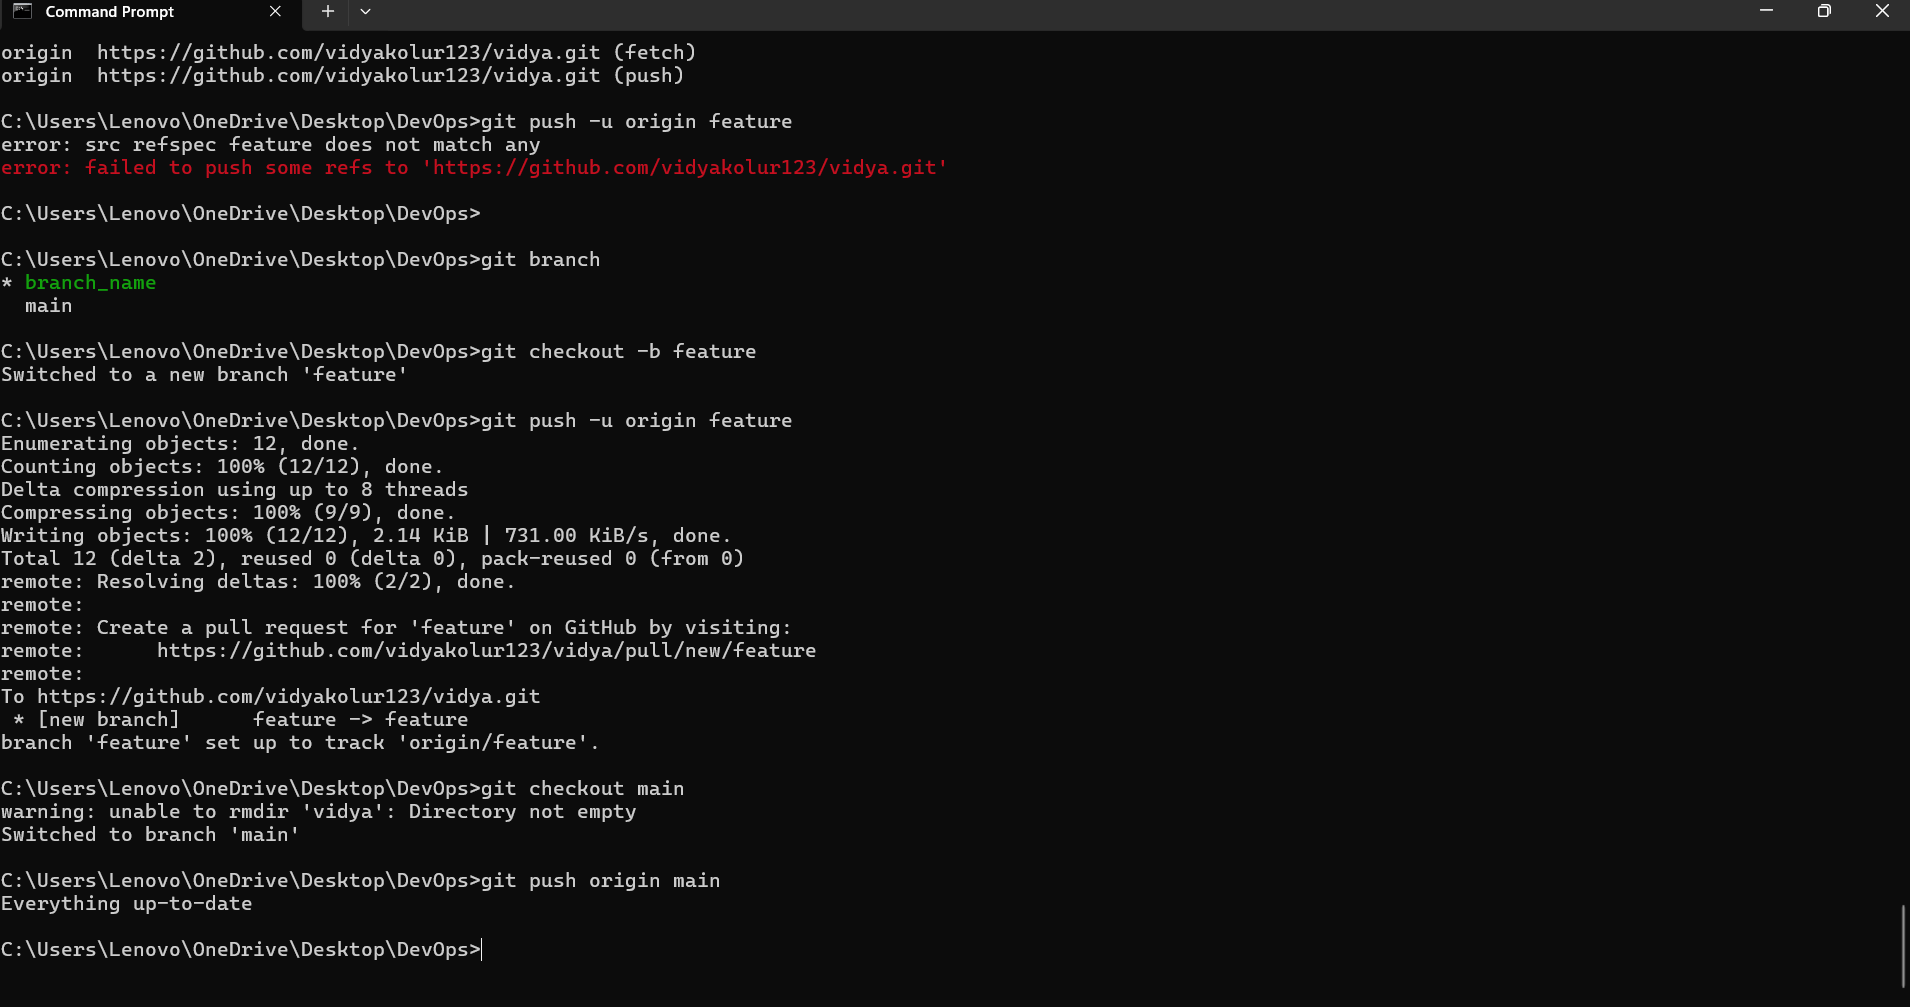 Command Prompt
origin  https://github.com/vidyakolur123/vidya.git (fetch)
origin  https://github.com/vidyakolur123/vidya.git (push)
C:\Users\Lenovo\OneDrive\Desktop\DevOps>git push -u origin feature
error: src refspec feature does not match any
error: failed to push some refs to 'https://github.com/vidyakolur123/vidya.git'
C:\Users\Lenovo\OneDrive\Desktop\DevOps>
C:\Users\Lenovo\OneDrive\Desktop\DevOps>git branch
* branch_name
  main
C:\Users\Lenovo\OneDrive\Desktop\DevOps>git checkout -b feature
Switched to a new branch 'feature'
C:\Users\Lenovo\OneDrive\Desktop\DevOps>git push -u origin feature
Enumerating objects: 12, done.
Counting objects: 100% (12/12), done.
Delta compression using up to 8 threads
Compressing objects: 100% (9/9), done.
Writing objects: 100% (12/12), 2.14 KiB | 731.00 KiB/s, done.
Total 12 (delta 2), reused 0 (delta 0), pack-reused 0 (from 0)
remote: Resolving deltas: 100% (2/2), done.
remote:
remote: Create a pull request for 'feature' on GitHub by visiting:
remote:      https://github.com/vidyakolur123/vidya/pull/new/feature
remote:
To https://github.com/vidyakolur123/vidya.git
 * [new branch]      feature -> feature
branch 'feature' set up to track 'origin/feature'.
C:\Users\Lenovo\OneDrive\Desktop\DevOps>git checkout main
warning: unable to rmdir 'vidya': Directory not empty
Switched to branch 'main'
C:\Users\Lenovo\OneDrive\Desktop\DevOps>git push origin main
Everything up-to-date
C:\Users\Lenovo\OneDrive\Desktop\DevOps>